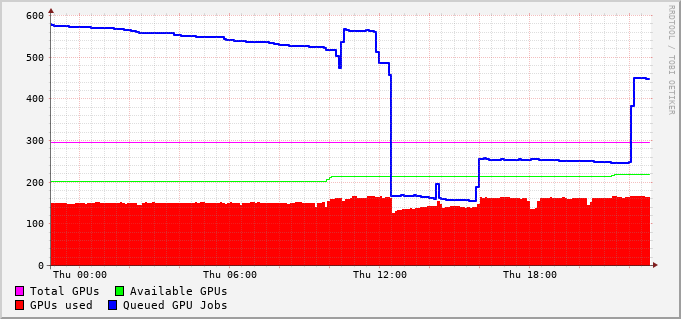 600
500
400
300
200
100
0
Thu 00:00 Thu 06:00 Thu 12:00 Thu 18:00
Total GPUs Available GPUs
GPUs used Queued GPU Jobs
RRDTOOL / TOBI OETIKER